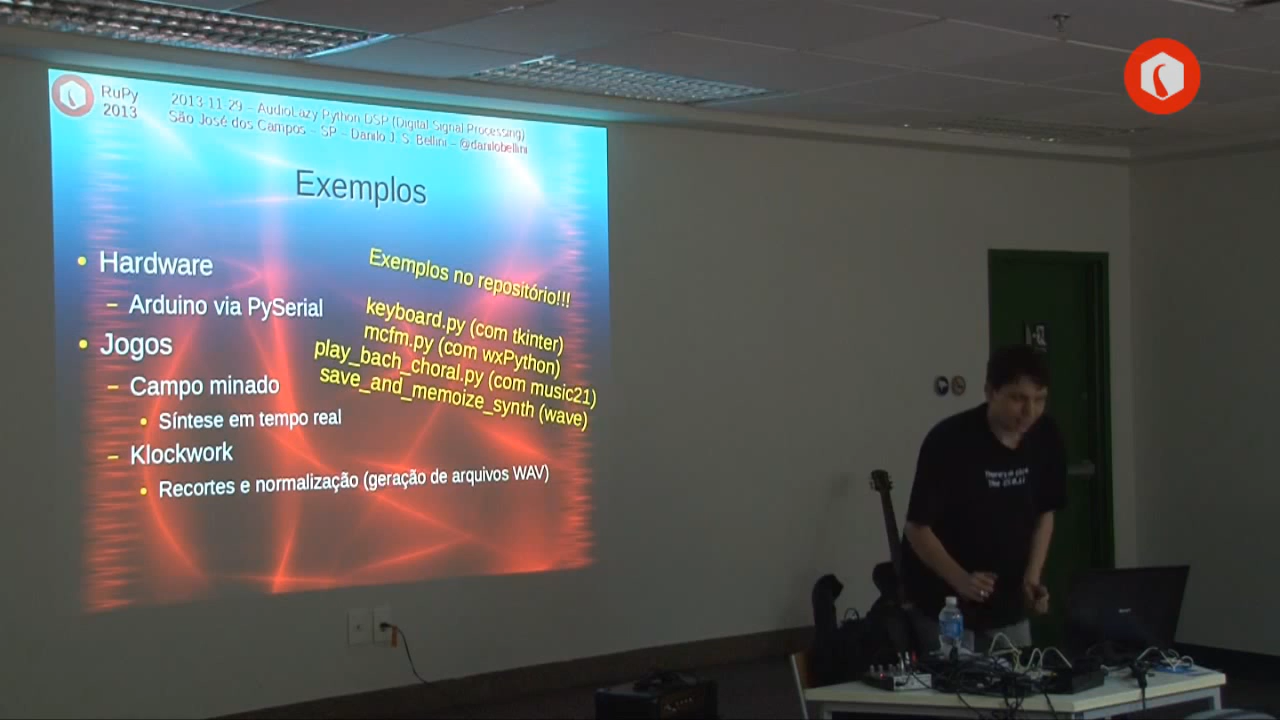 RuPy
2013
2013-11-29 – AudioLazy Python DSP (Digital Signal Processing)
São José dos Campos – SP – Danilo J. S. Bellini – @danilobellini
Exemplos
• Hardware
– Arduino via PySerial
• Jogos
– Campo minado
• Síntese em tempo real
– Klockwork
• Recortes e normalização (geração de arquivos WAV)
Exemplos no repositório!!!
keyboard.py (com tkinter)
mcfm.py (com wxPython)
play_bach_choral.py (com music21)
save_and_memoize_synth (wave)